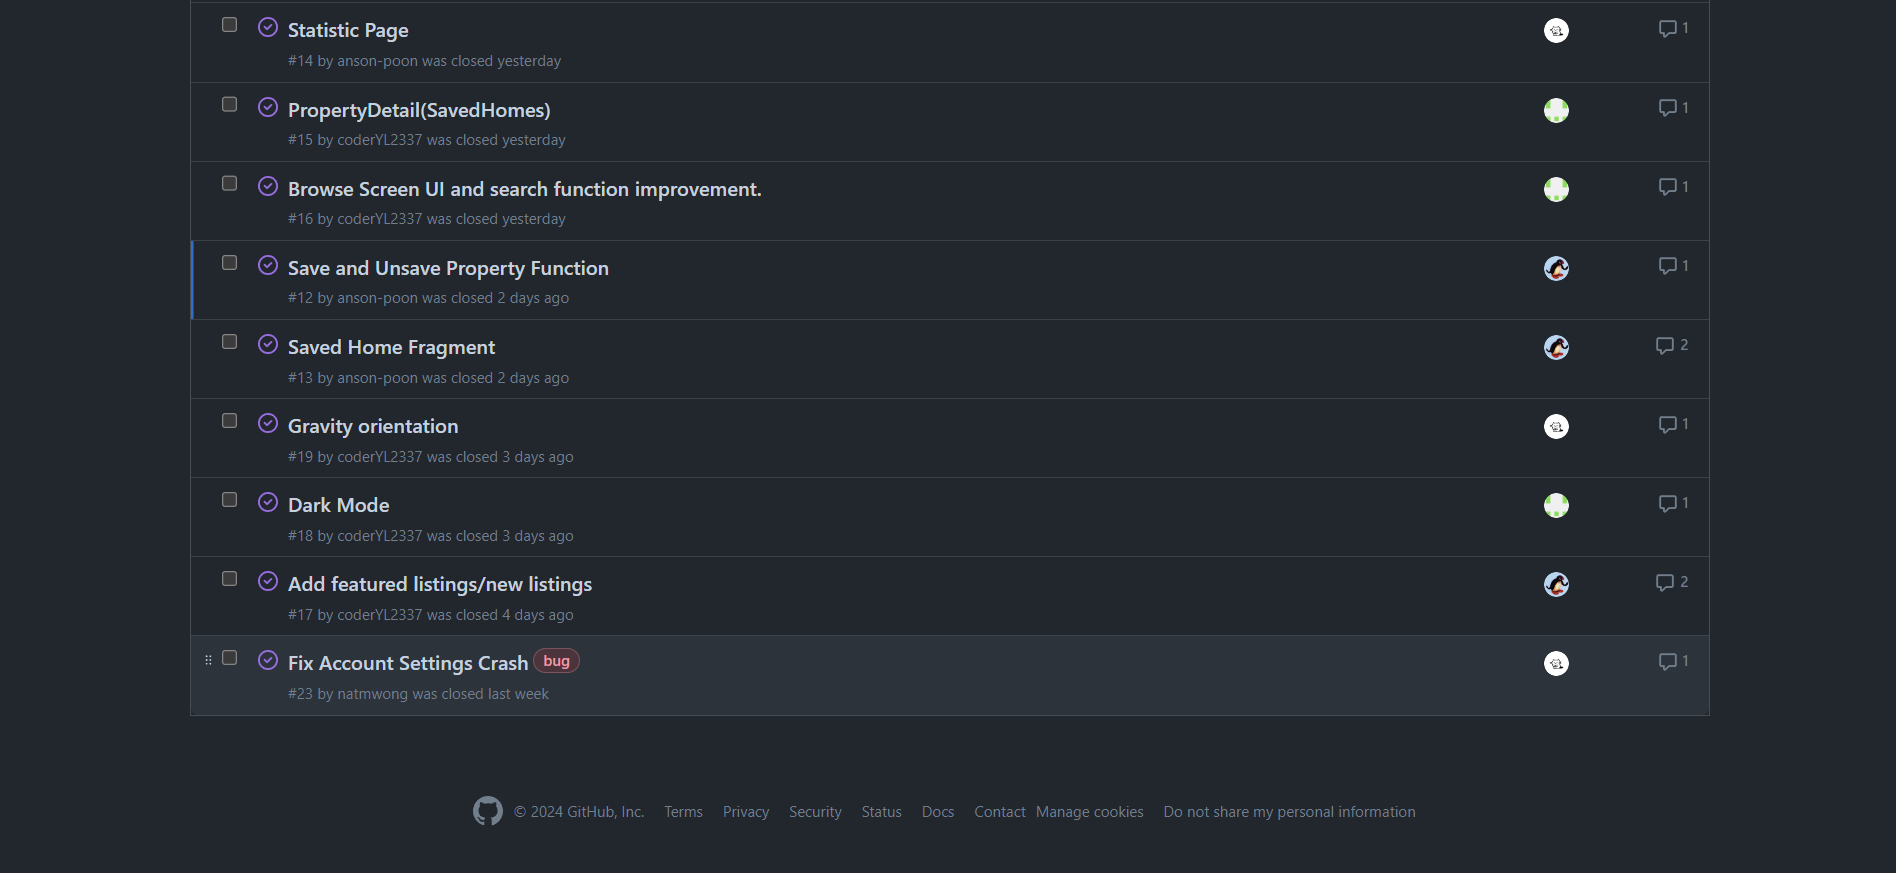 Statistic Page
1
#14 by anson-poon was closed yesterday
PropertyDetail(SavedHomes)
1
#15 by coderYL2337 was closed yesterday
Browse Screen UI and search function improvement.
1
#16 by coderYL2337 was closed yesterday
Save and Unsave Property Function
1
#12 by anson-poon was closed 2 days ago
Saved Home Fragment
2
#13 by anson-poon was closed 2 days ago
Gravity orientation
1
#19 by coderYL2337 was closed 3 days ago
Dark Mode
1
#18 by coderYL2337 was closed 3 days ago
Add featured listings/new listings
2
#17 by coderYL2337 was closed 4 days ago
Fix Account Settings Crash bug
1
#23 by natmwong was closed last week
© 2024 GitHub, Inc. Terms Privacy Security Status Docs Contact Manage cookies Do not share my personal information